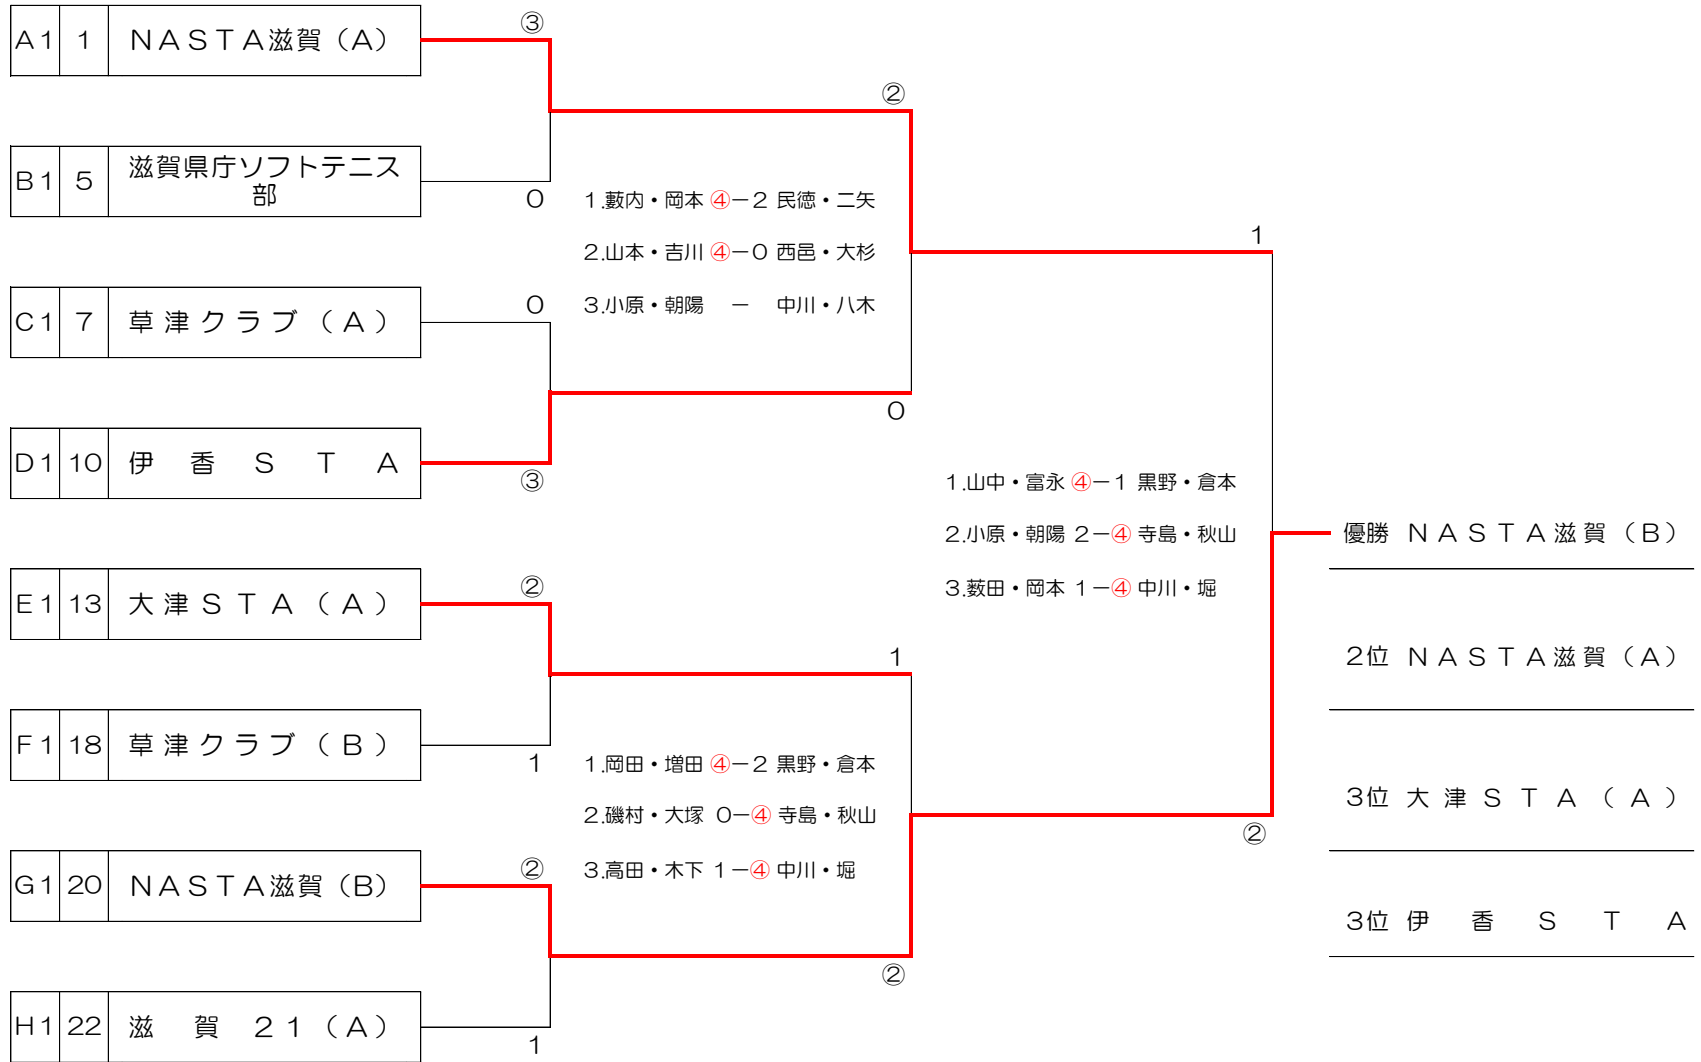 A1 1 NASTA滋賀(A)
③
B1 5 滋賀県庁ソフトテニス
部
0
C1 7 草津クラブ(A)
0
D1 10 伊香STA
③
E1 13 大津STA(A)
②
F1 18 草津クラブ(B)
1
G1 20 NASTA滋賀(B)
②
H1 22 滋賀21(A)
1
②
1.藪内・岡本 ④－2 民徳・二矢
2.山本・吉川 ④－0 西邑・大杉
3.小原・朝陽 － 中川・八木
0
1
1.岡田・増田 ④－2 黒野・倉本
2.磯村・大塚 0－④ 寺島・秋山
3.高田・木下 1－④ 中川・堀
②
1
1.山中・富永 ④－1 黒野・倉本
2.小原・朝陽 2－④ 寺島・秋山
3.薮田・岡本 1－④ 中川・堀
②
優勝 NASTA滋賀(B)
2位 NASTA滋賀(A)
3位 大津STA(A)
3位 伊香STA